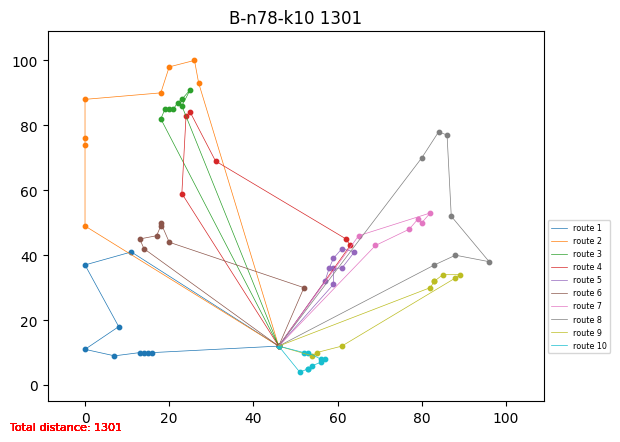 B-n78-k10 1301
100
80
60
40
20
0
0 20 40 60 80 100
route 1
route 2
route 3
route 4
route 5
route 6
route 7
route 8
route 9
route 10
Total distance: 1301